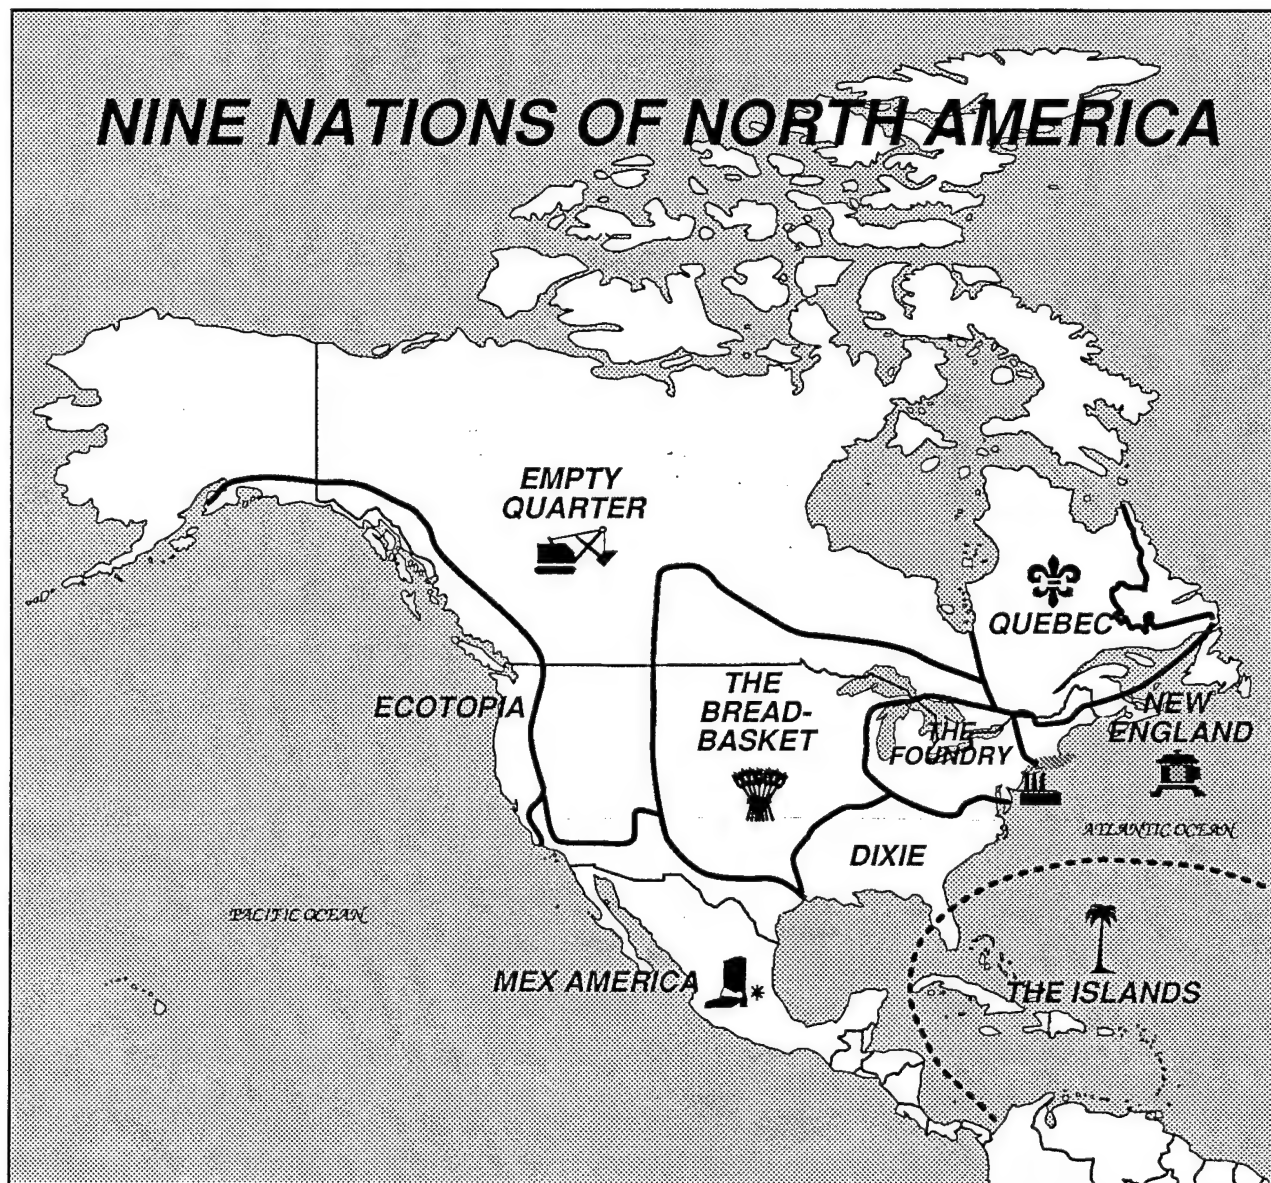 NINE NATIONS OF NORTH AMERICA
EMPTY
QUARTER
QUEBEC
ECOTOPIA
THE
BREAD-
BASKET
NEW
ENGLAND
THE
FOUNDRY
ATLANTIC OCEAN
DIXIE
PACIFIC OCEAN
MEX AMERICA
*
THE ISLANDS